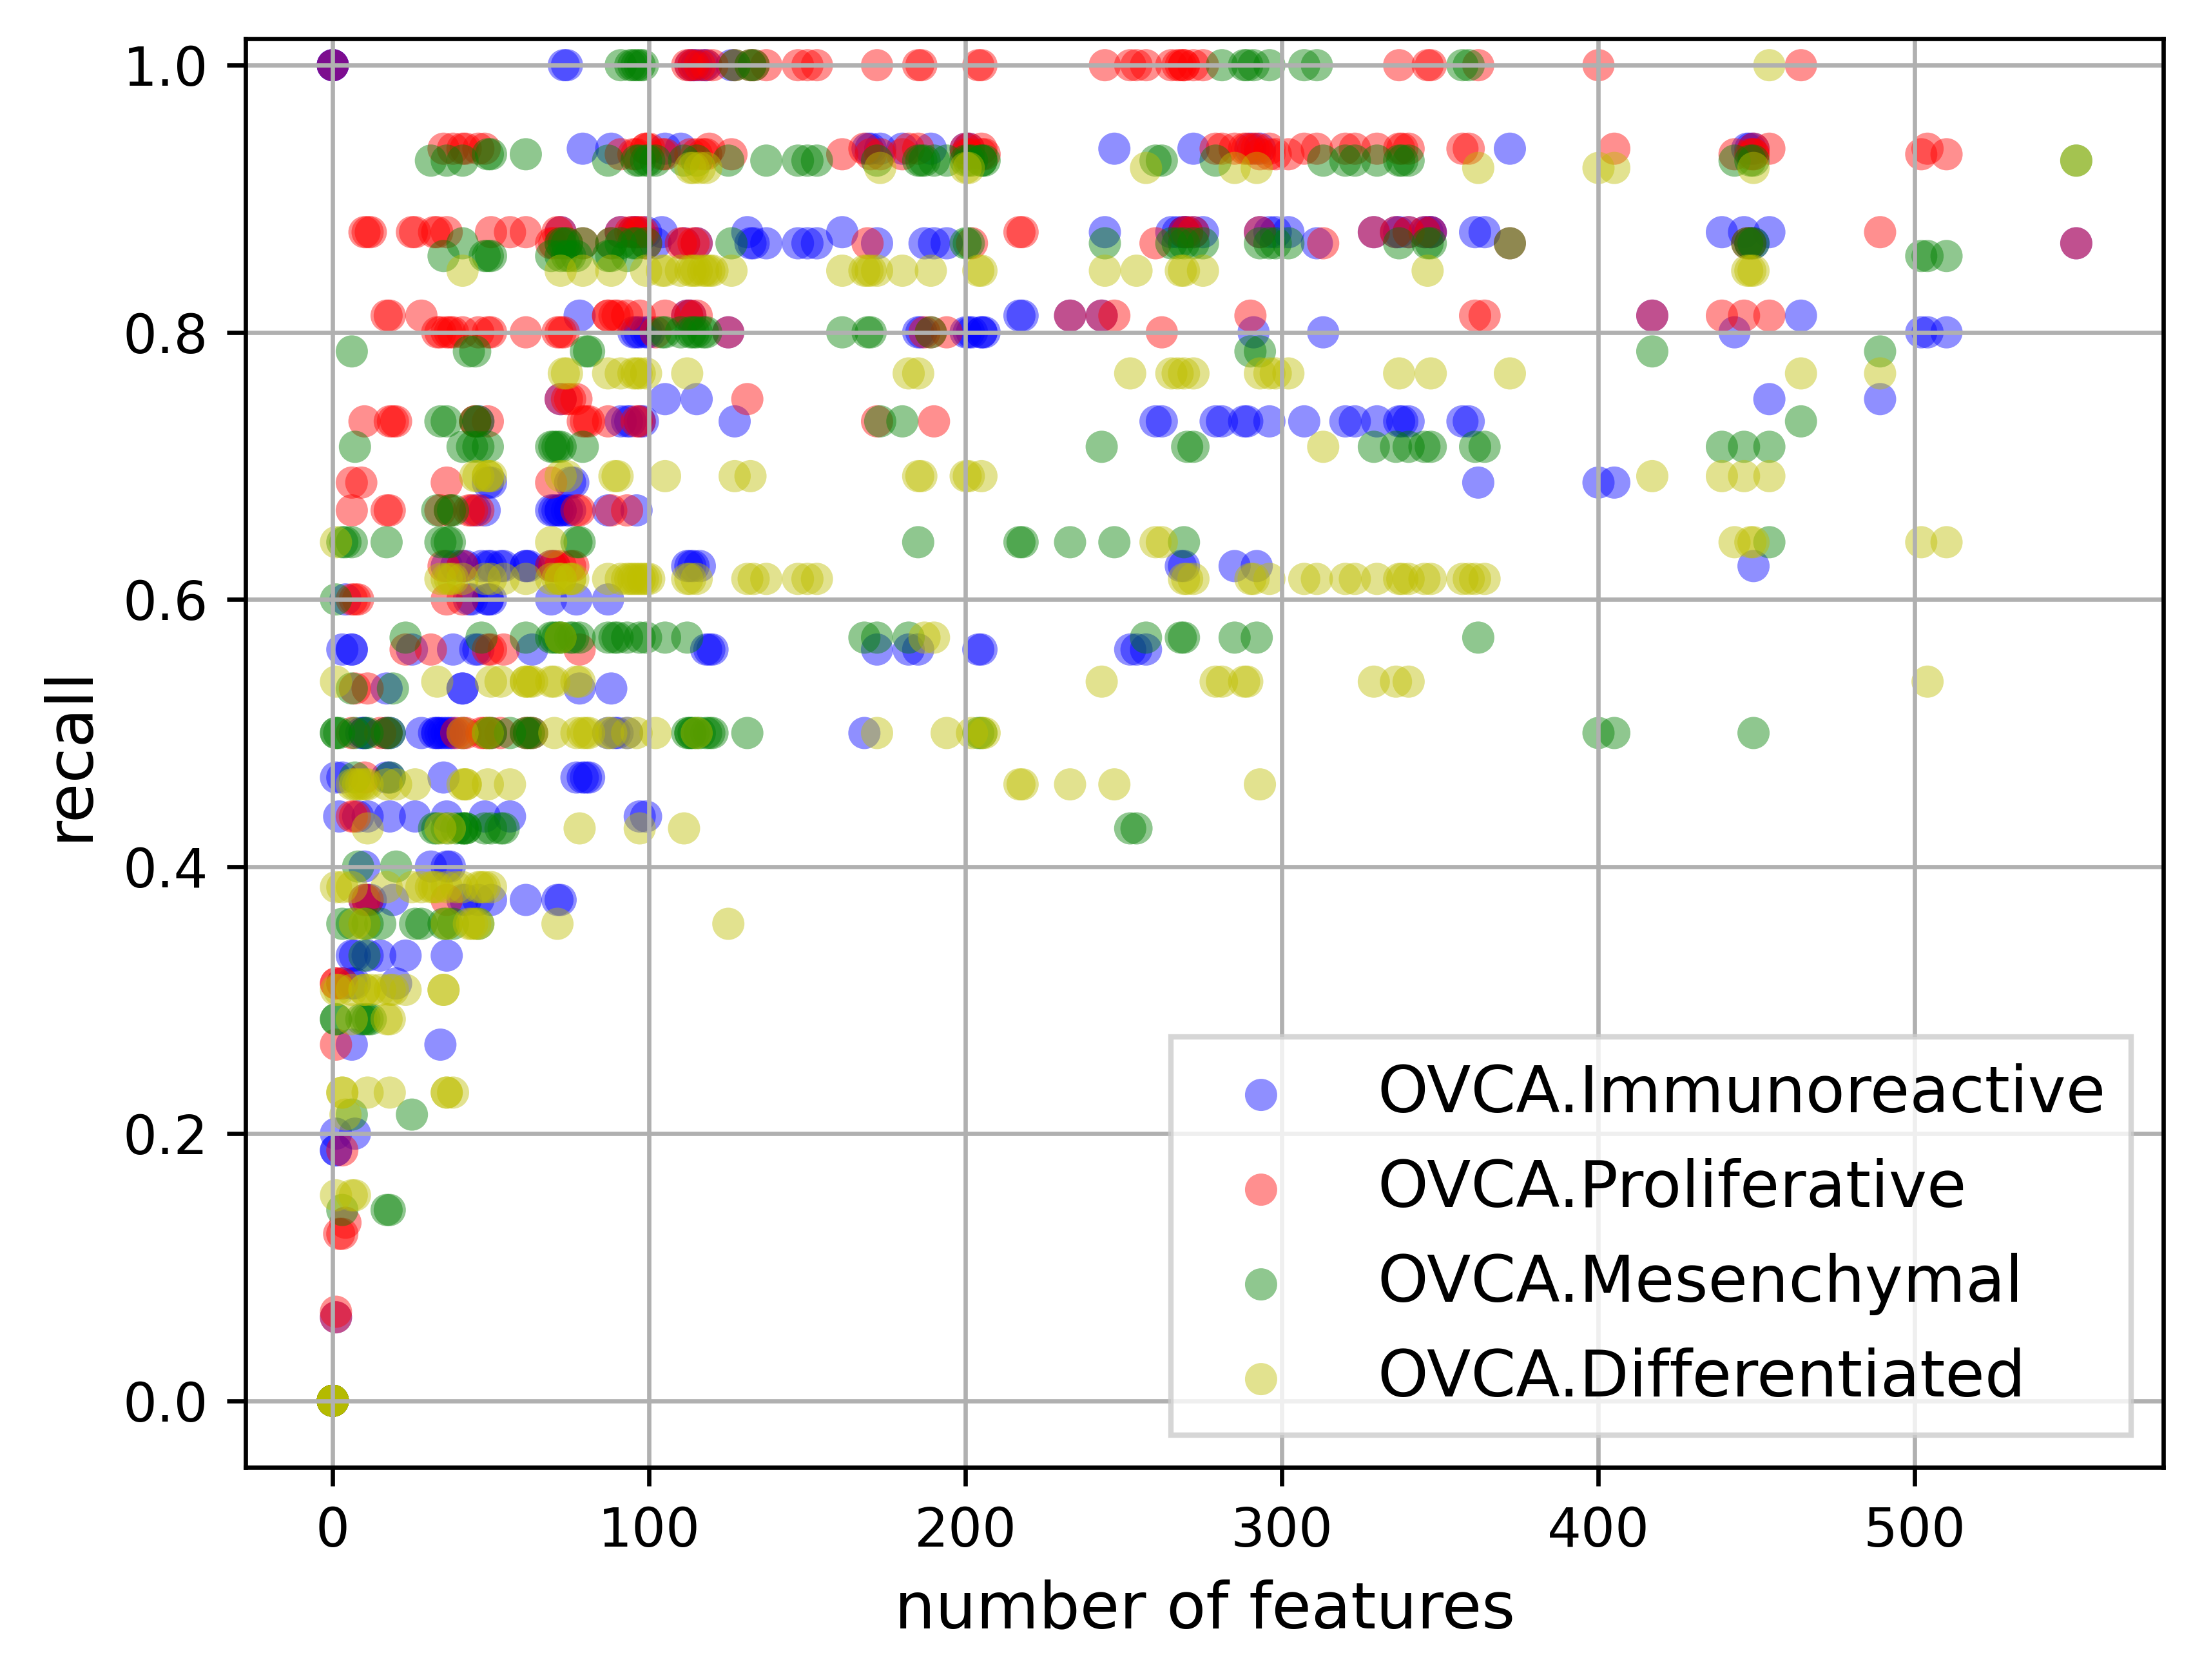 1.0
0.8
0.6
0.4
0.2
0.0
recall
0 100 200 300 400 500
number of features
OVCA.Immunoreactive
OVCA.Proliferative
OVCA.Mesenchymal
OVCA.Differentiated